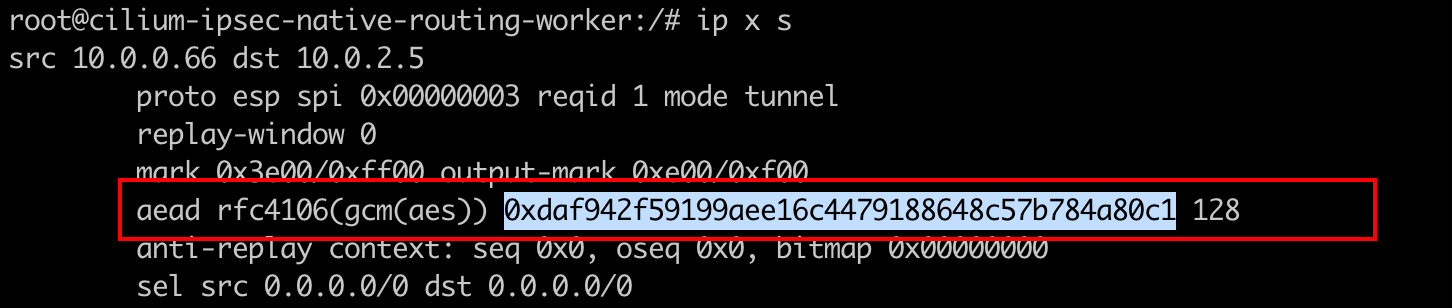 root@cilium-ipsec-native-routing-worker:/# ip x s
src 10.0.0.66 dst 10.0.2.5
proto esp spi 0x00000003 reqid 1 mode tunnel
replay-window 0
mark 0x3e00/0xff00 output-mark 0xe00/0xf00
aead rfc4106(gcm(aes)) 0xdaf942f59199aee16c4479188648c57b784a80c1 128
anti-replay context: seq 0x0, oseq 0x0, bitmap 0x00000000
sel src 0.0.0.0/0 dst 0.0.0.0/0